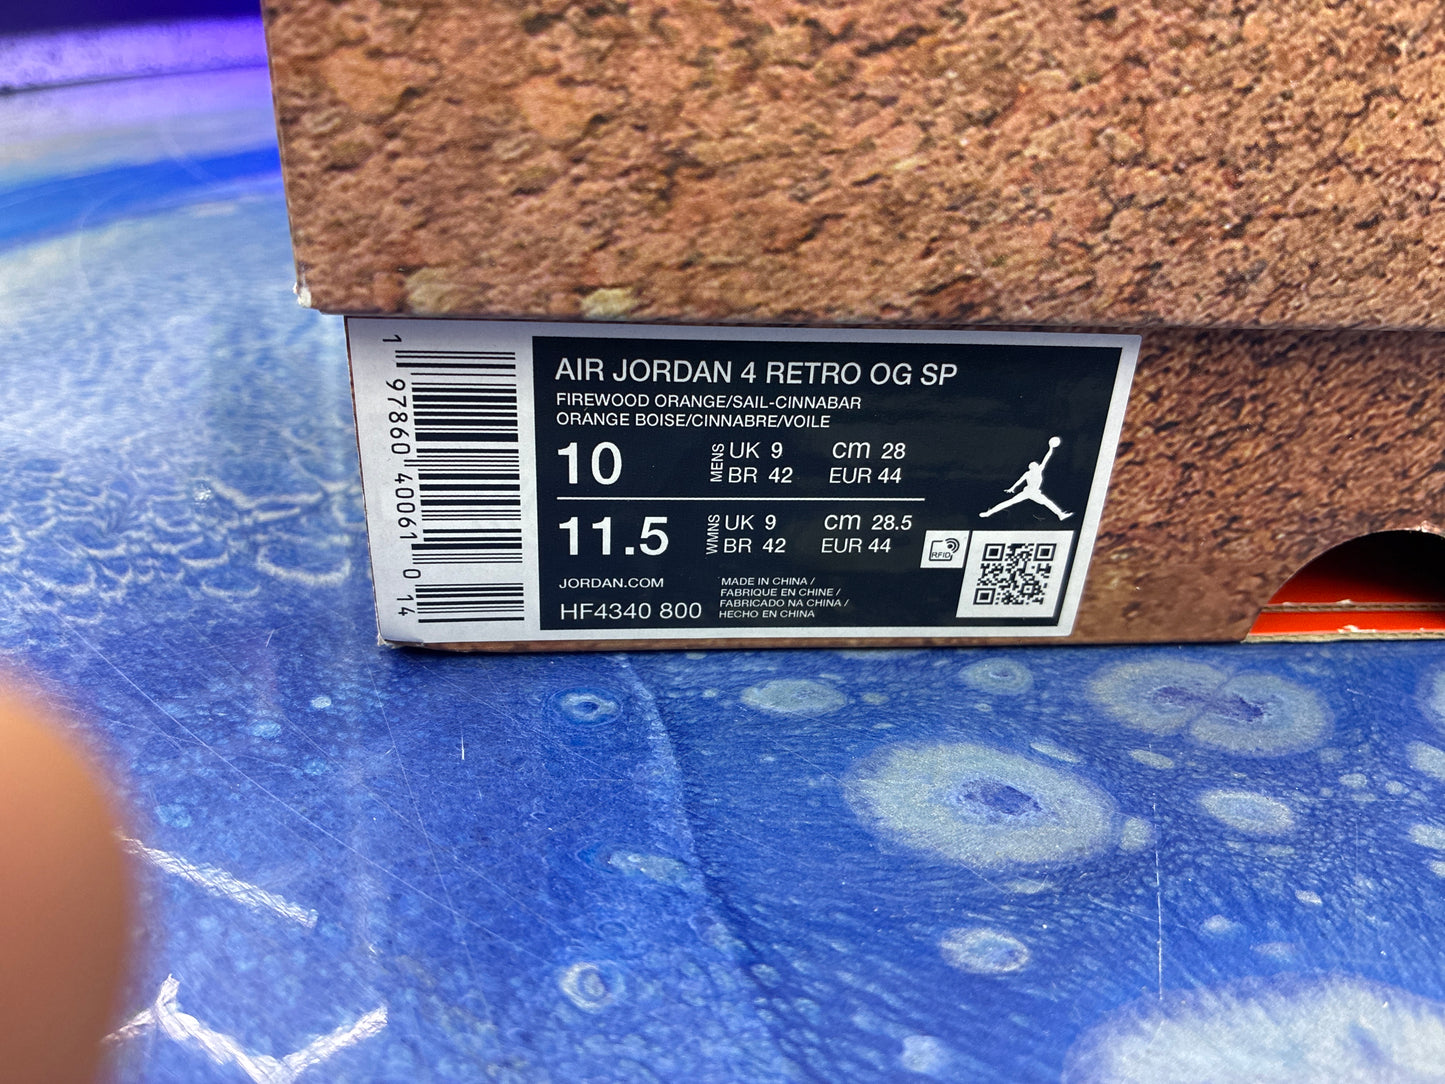 AIR JORDAN 4 RETRO OG SP
FIREWOOD ORANGE/SAIL-CINNABAR
ORANGE BOISE/CINNABRE/VOILE
10 MENS UK 9 cm 28
BR 42 EUR 44
11.5 WMNS UK 9 cm 28.5
BR 42 EUR 44
RFID
JORDAN.COM
HF4340 800
MADE IN CHINA /
FABRIQUE EN CHINE /
FABRICADO NA CHINA /
HECHO EN CHINA
1 97860 40061 0 14